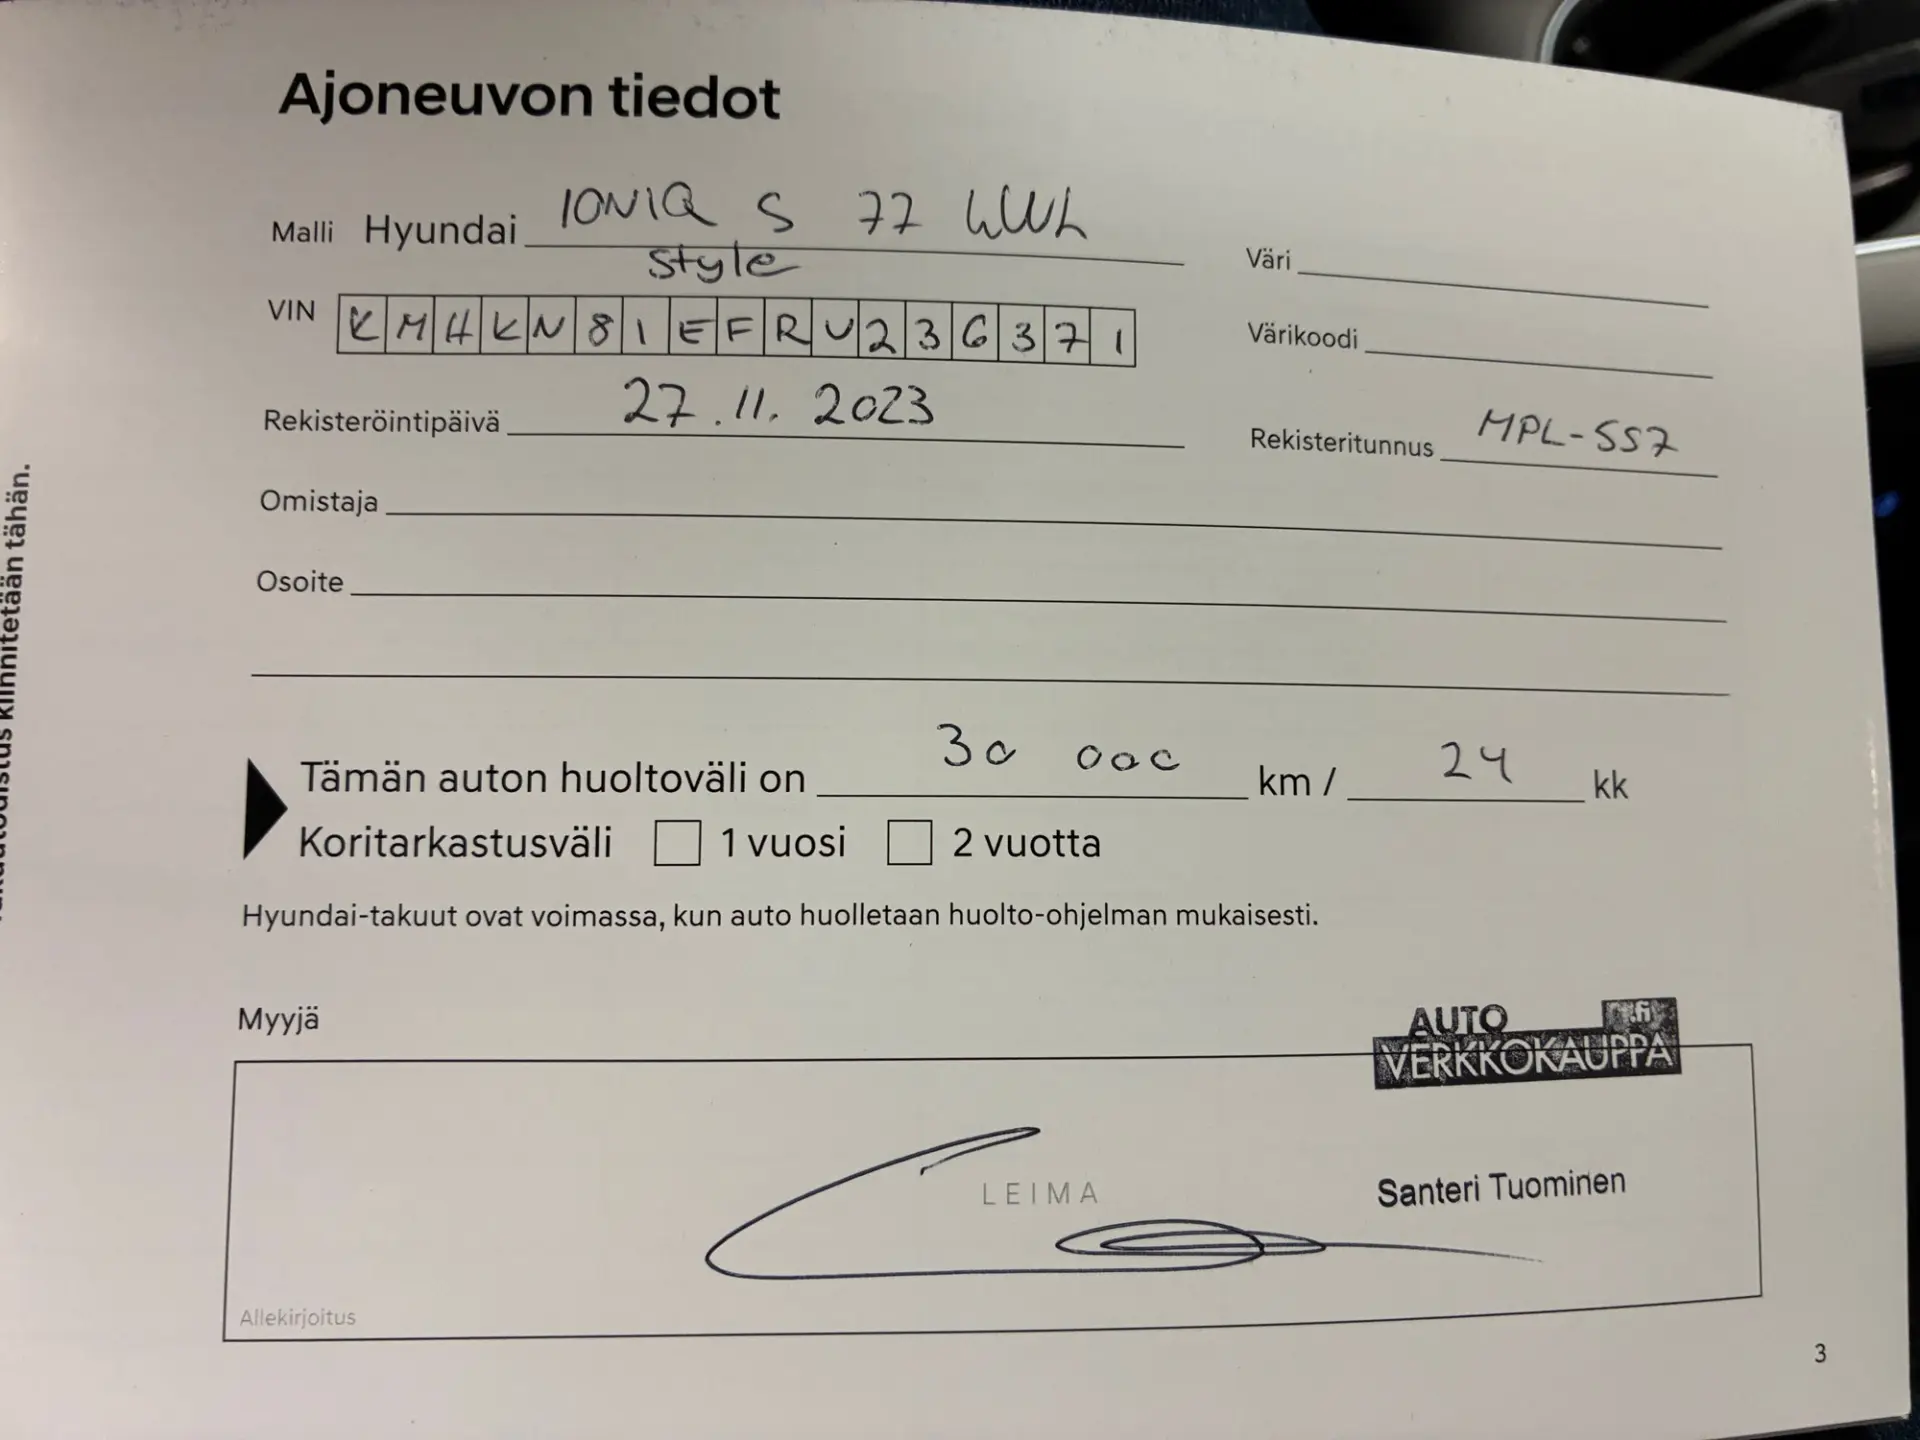 Ajoneuvon tiedot
Malli Hyundai IONIQ 5 77 kWh
style
Väri
VIN KMHKN81EFRU236371
Värikoodi
Rekisteröintipäivä 27.11.2023
Rekisteritunnus MPL-557
Omistaja
Osoite
Tämän auton huoltoväli on 30 000 km / 24 kk
Koritarkastusväli 1 vuosi 2 vuotta
Hyundai-takuut ovat voimassa, kun auto huolletaan huolto-ohjelman mukaisesti.
Myyjä
AUTO .fi
VERKKOKAUPPA
LEIMA
Santeri Tuominen
Allekirjoitus
3
kiinnitetään tähän.